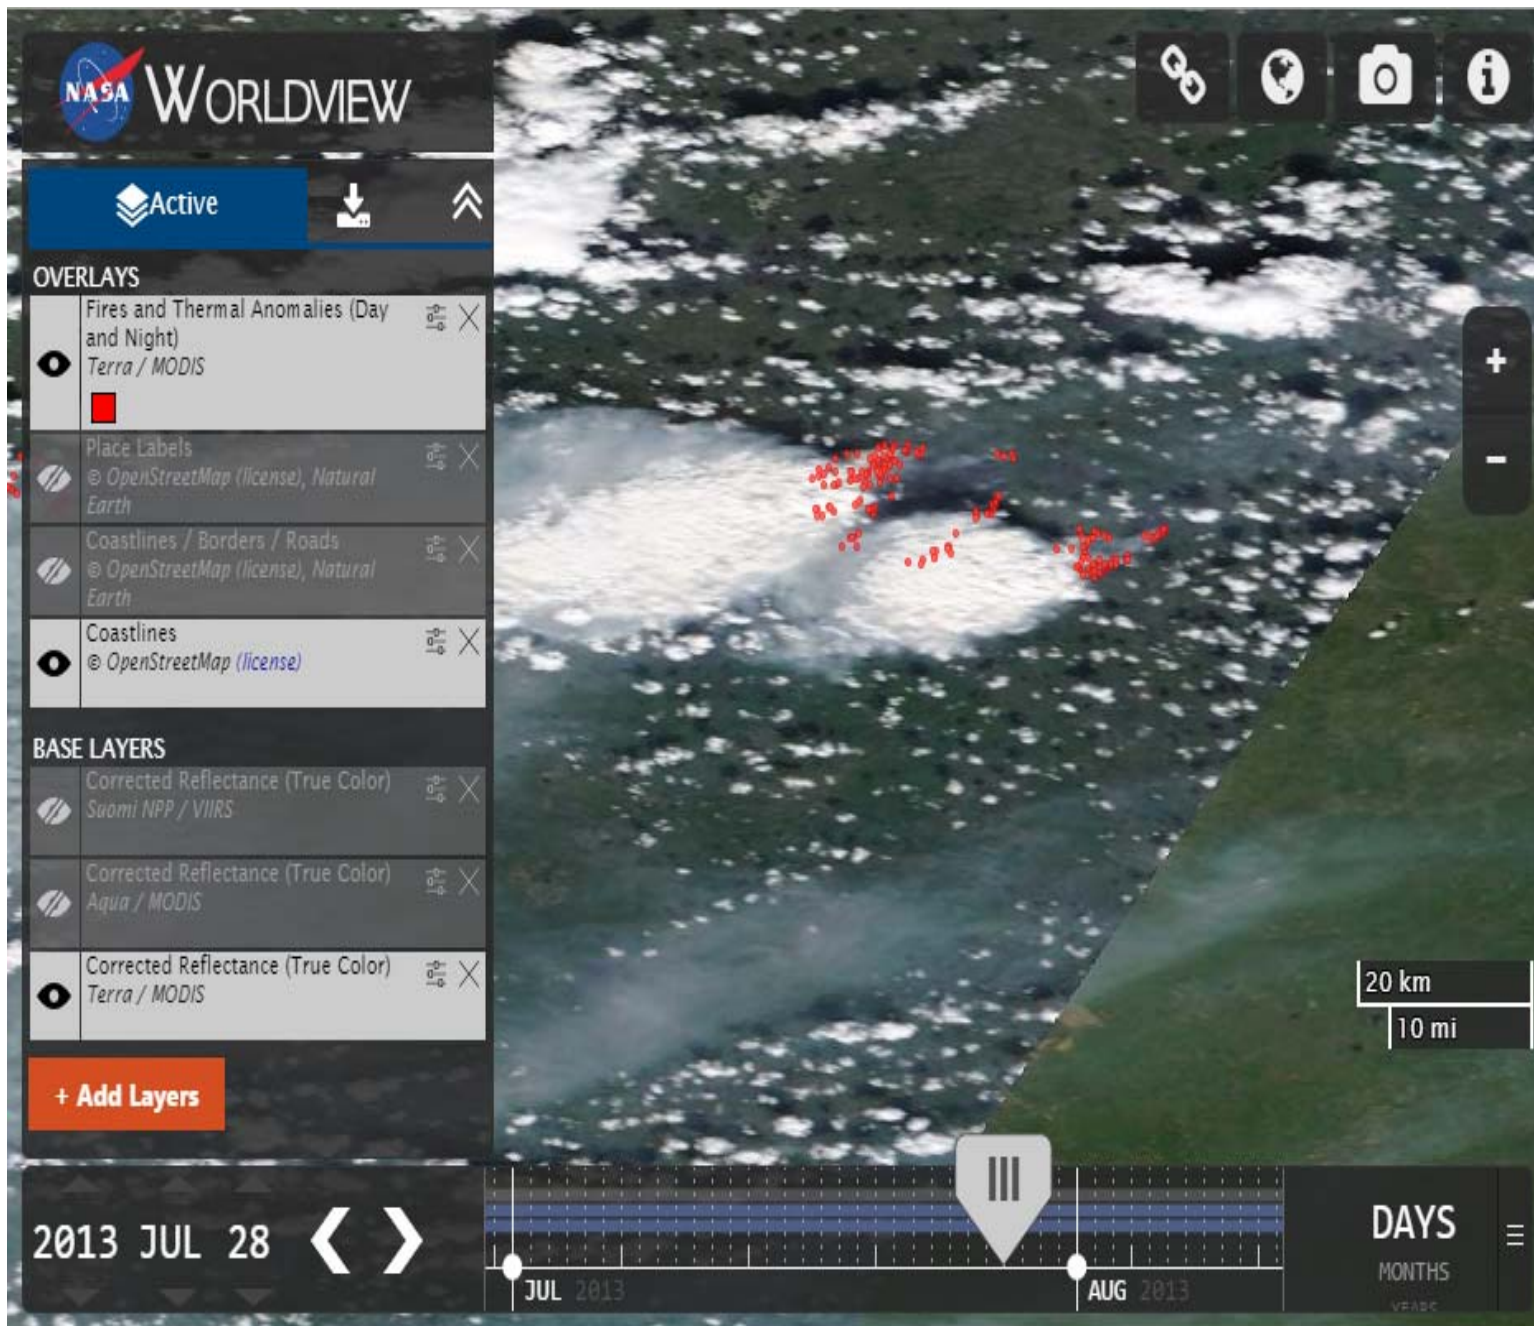 NASA WORLDVIEW
Active
OVERLAYS
Fires and Thermal Anomalies (Day
and Night)
Terra / MODIS
Place Labels
© OpenStreetMap (license), Natural
Earth
Coastlines / Borders / Roads
© OpenStreetMap (license), Natural
Earth
Coastlines
© OpenStreetMap (license)
BASE LAYERS
Corrected Reflectance (True Color)
Suomi NPP / VIIRS
Corrected Reflectance (True Color)
Aqua / MODIS
Corrected Reflectance (True Color)
Terra / MODIS
+ Add Layers
+
-
20 km
10 mi
2013 JUL 28
JUL 2013
AUG 2013
DAYS
MONTHS
YEARS